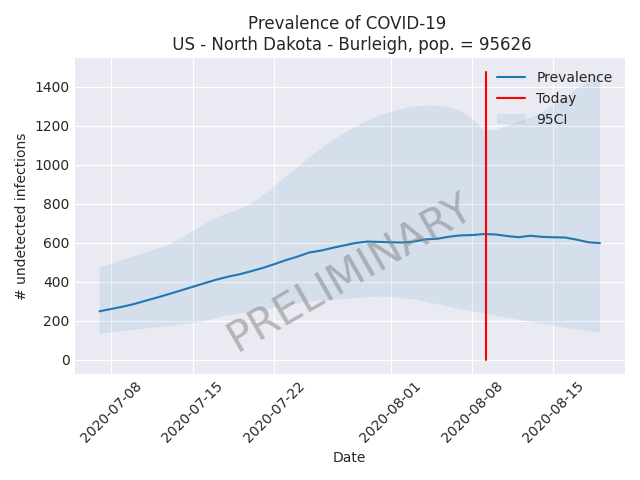 Prevalence of COVID-19
US - North Dakota - Burleigh, pop. = 95626
# undetected infections
1400
1200
1000
800
600
400
200
0
Prevalence
Today
95CI
PRELIMINARY
2020-07-08
2020-07-15
2020-07-22
2020-08-01
2020-08-08
2020-08-15
Date